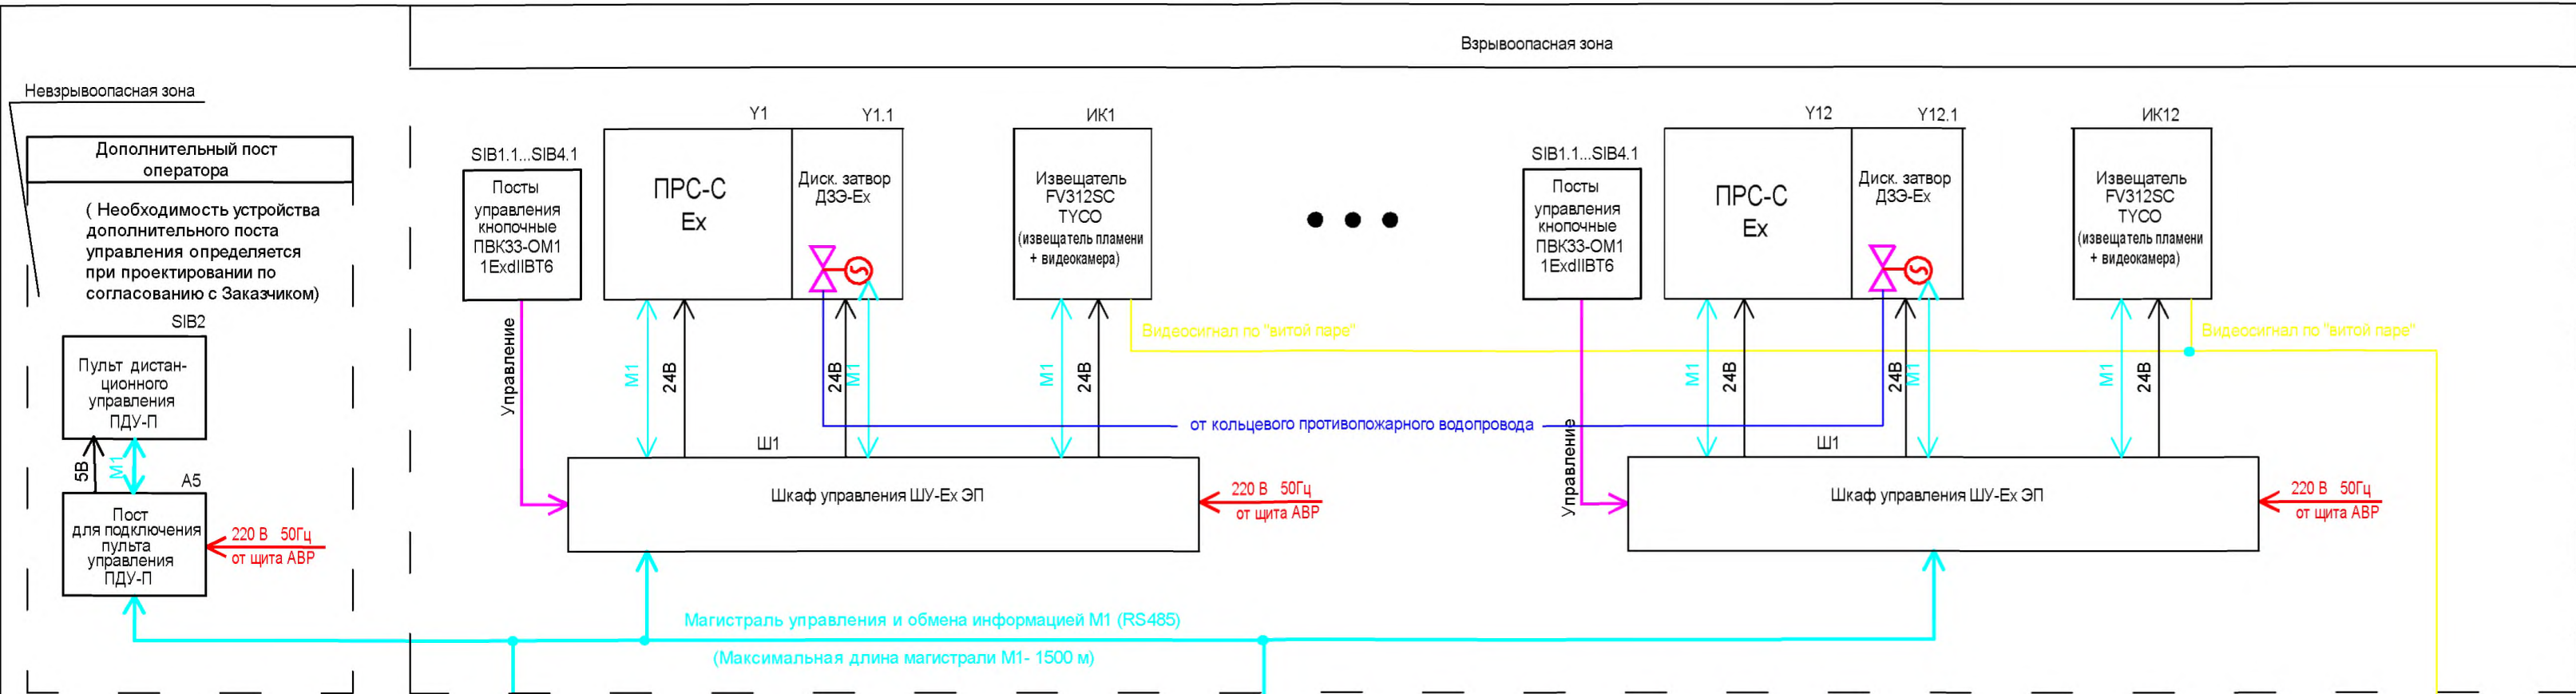 Взрывоопасная зона
Невзрывоопасная зона
Дополнительный пост
оператора
( Необходимость устройства
дополнительного поста
управления определяется
при проектировании по
согласованию с Заказчиком)
SIB2
Пульт дистан-
ционного
управления
ПДУ-П
5В
М1
А5
Пост
для подключения
пульта
управления
ПДУ-П
220 В 50Гц
от щита АВР
SIB1.1...SIB4.1
Посты
управления
кнопочные
ПВК33-ОМ1
1ExdIIBT6
Управление
Y1
ПРС-С
Ex
Y1.1
Диск. затвор
ДЗЭ-Ex
М1
24В
24В
М1
ИК1
Извещатель
FV312SC
TYCO
(извещатель пламени
+ видеокамера)
М1
24В
Видеосигнал по "витой паре"
от кольцевого противопожарного водопровода
Ш1
Шкаф управления ШУ-Ex ЭП
220 В 50Гц
от щита АВР
SIB1.1...SIB4.1
Посты
управления
кнопочные
ПВК33-ОМ1
1ExdIIBT6
Управление
Y12
ПРС-С
Ex
Y12.1
Диск. затвор
ДЗЭ-Ex
М1
24В
24В
М1
ИК12
Извещатель
FV312SC
TYCO
(извещатель пламени
+ видеокамера)
М1
24В
Видеосигнал по "витой паре"
Ш1
Шкаф управления ШУ-Ex ЭП
220 В 50Гц
от щита АВР
Магистраль управления и обмена информацией М1 (RS485)
(Максимальная длина магистрали М1- 1500 м)